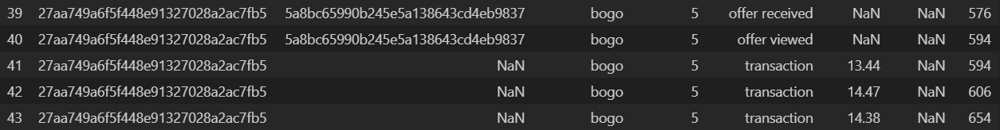 39 27aa749a6f5f448e91327028a2ac7fb5 5a8bc65990b245e5a138643cd4eb9837 bogo 5 offer received NaN NaN 576
40 27aa749a6f5f448e91327028a2ac7fb5 5a8bc65990b245e5a138643cd4eb9837 bogo 5 offer viewed NaN NaN 594
41 27aa749a6f5f448e91327028a2ac7fb5 NaN bogo 5 transaction 13.44 NaN 594
42 27aa749a6f5f448e91327028a2ac7fb5 NaN bogo 5 transaction 14.47 NaN 606
43 27aa749a6f5f448e91327028a2ac7fb5 NaN bogo 5 transaction 14.38 NaN 654